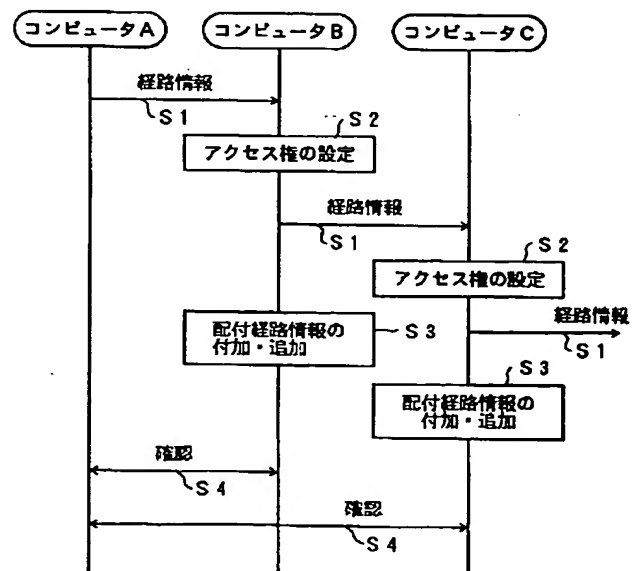 コンピュータA
コンピュータB
コンピュータC
経路情報
S1
S2
アクセス権の設定
経路情報
S1
S2
アクセス権の設定
経路情報
S1
配付経路情報の
付加・追加
S3
S3
配付経路情報の
付加・追加
確認
S4
確認
S4